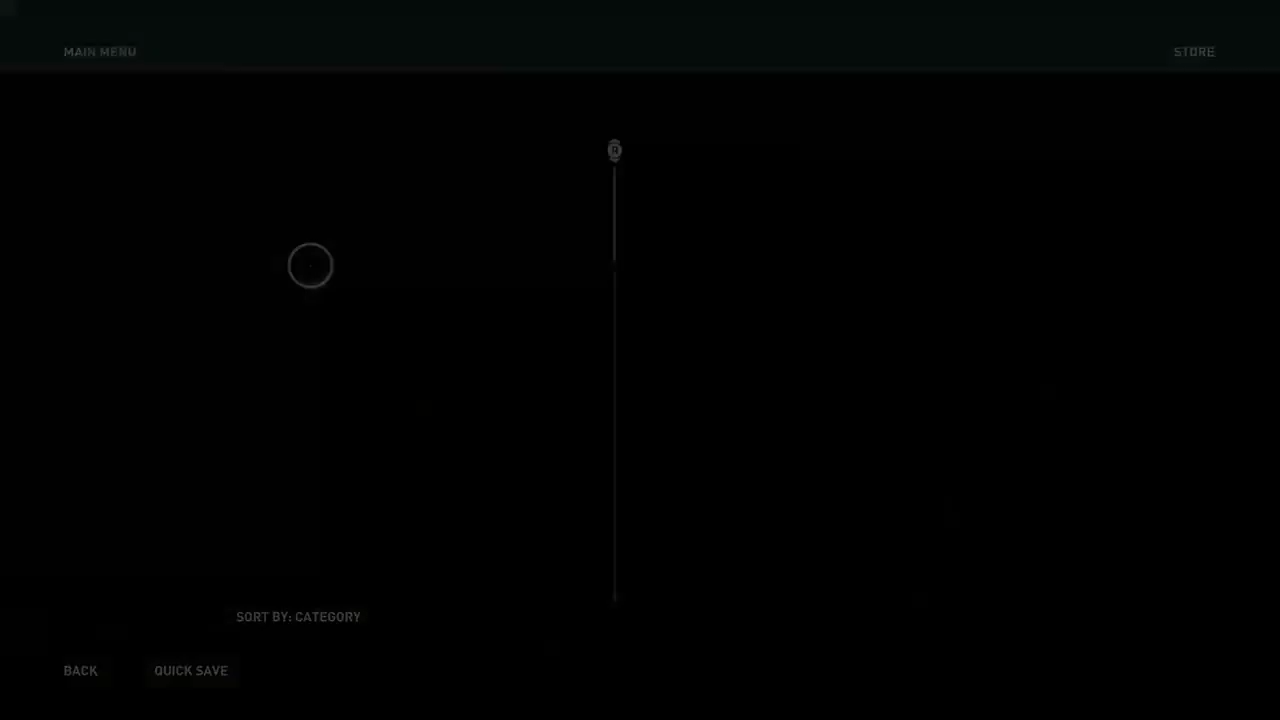 MAIN MENU
STORE
R
SORT BY: CATEGORY
BACK
QUICK SAVE